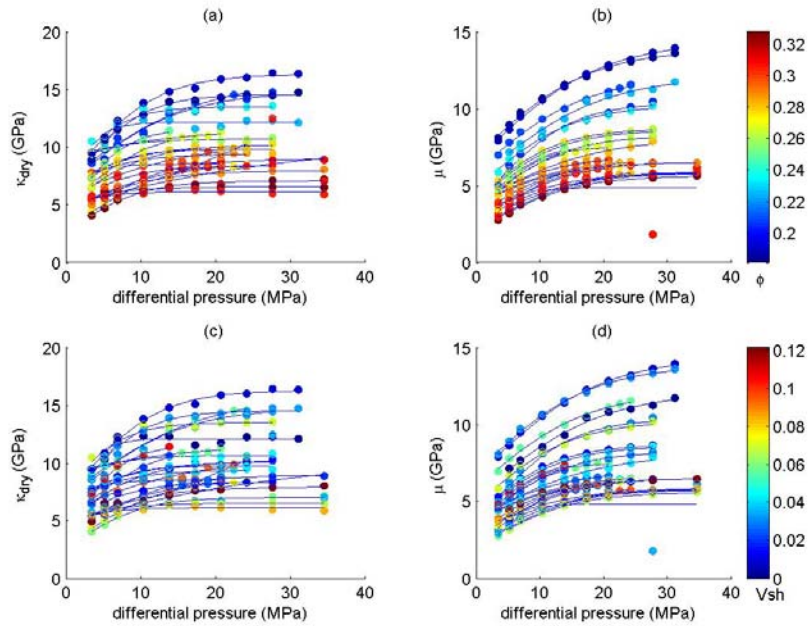 (a)
20
15
10
5
0
κdry (GPa)
0 10 20 30 40
differential pressure (MPa)
(b)
15
10
5
0
μ (GPa)
0 10 20 30 40
differential pressure (MPa)
0.32
0.3
0.28
0.26
0.24
0.22
0.2
ϕ
(c)
20
15
10
5
0
κdry (GPa)
0 10 20 30 40
differential pressure (MPa)
(d)
15
10
5
0
μ (GPa)
0 10 20 30 40
differential pressure (MPa)
0.12
0.1
0.08
0.06
0.04
0.02
0
Vsh